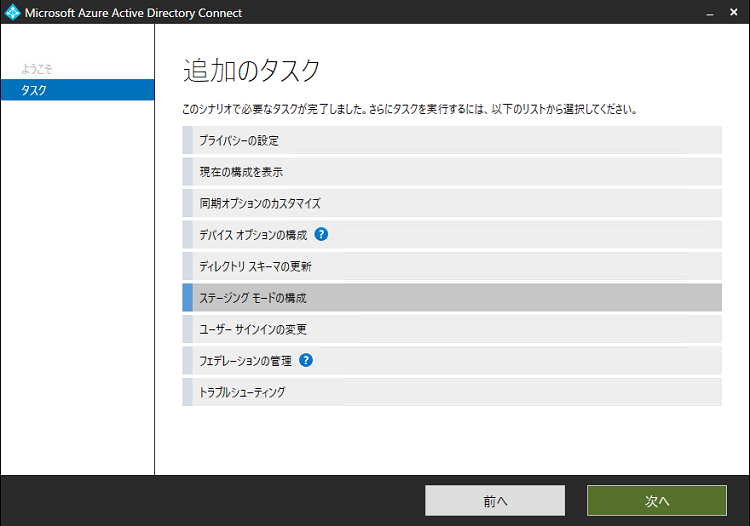 Microsoft Azure Active Directory Connect
ようこそ
タスク
追加のタスク
このシナリオで必要なタスクが完了しました。さらにタスクを実行するには、以下のリストから選択してください。
プライバシーの設定
現在の構成を表示
同期オプションのカスタマイズ
デバイス オプションの構成 ?
ディレクトリ スキーマの更新
ステージング モードの構成
ユーザー サインインの変更
フェデレーションの管理 ?
トラブルシューティング
前へ
次へ